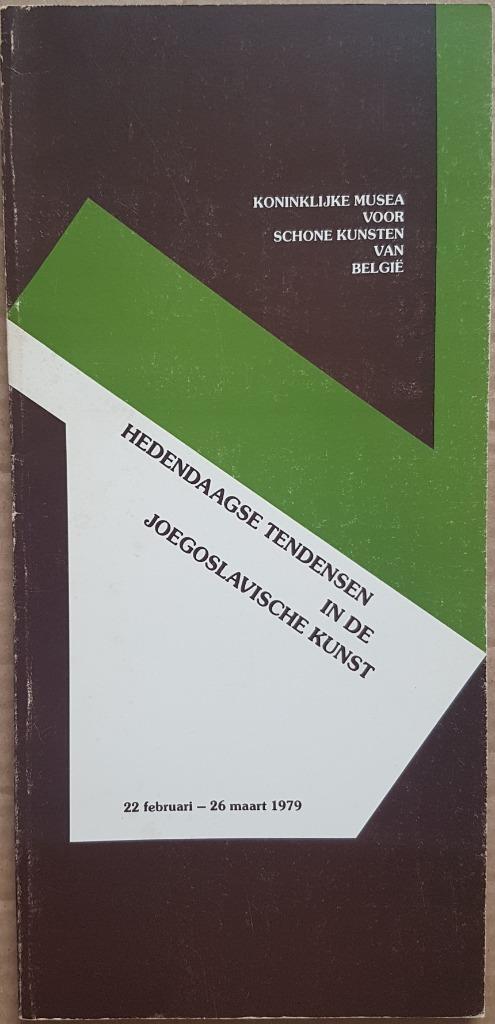 KONINKLIJKE MUSEA
VOOR
SCHONE KUNSTEN
VAN
BELGIË
HEDENDAAGSE TENDENSEN
IN DE
JOEGOSLAVISCHE KUNST
22 februari – 26 maart 1979